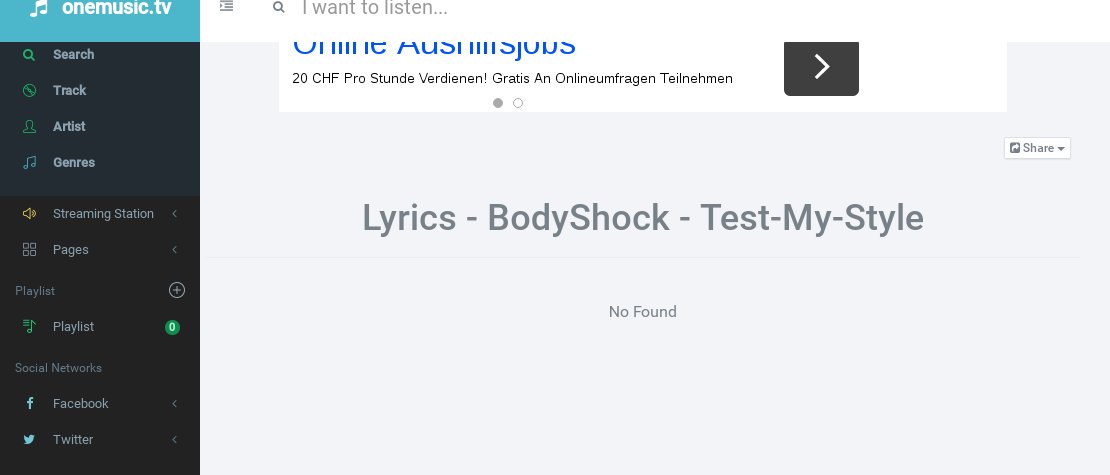 onemusic.tv
I want to listen...
Search
Track
Artist
Genres
Streaming Station
Pages
Playlist
Playlist
0
Social Networks
Facebook
Twitter
Online Aushilfsjobs
20 CHF Pro Stunde Verdienen! Gratis An Onlineumfragen Teilnehmen
Share
Lyrics - BodyShock - Test-My-Style
No Found